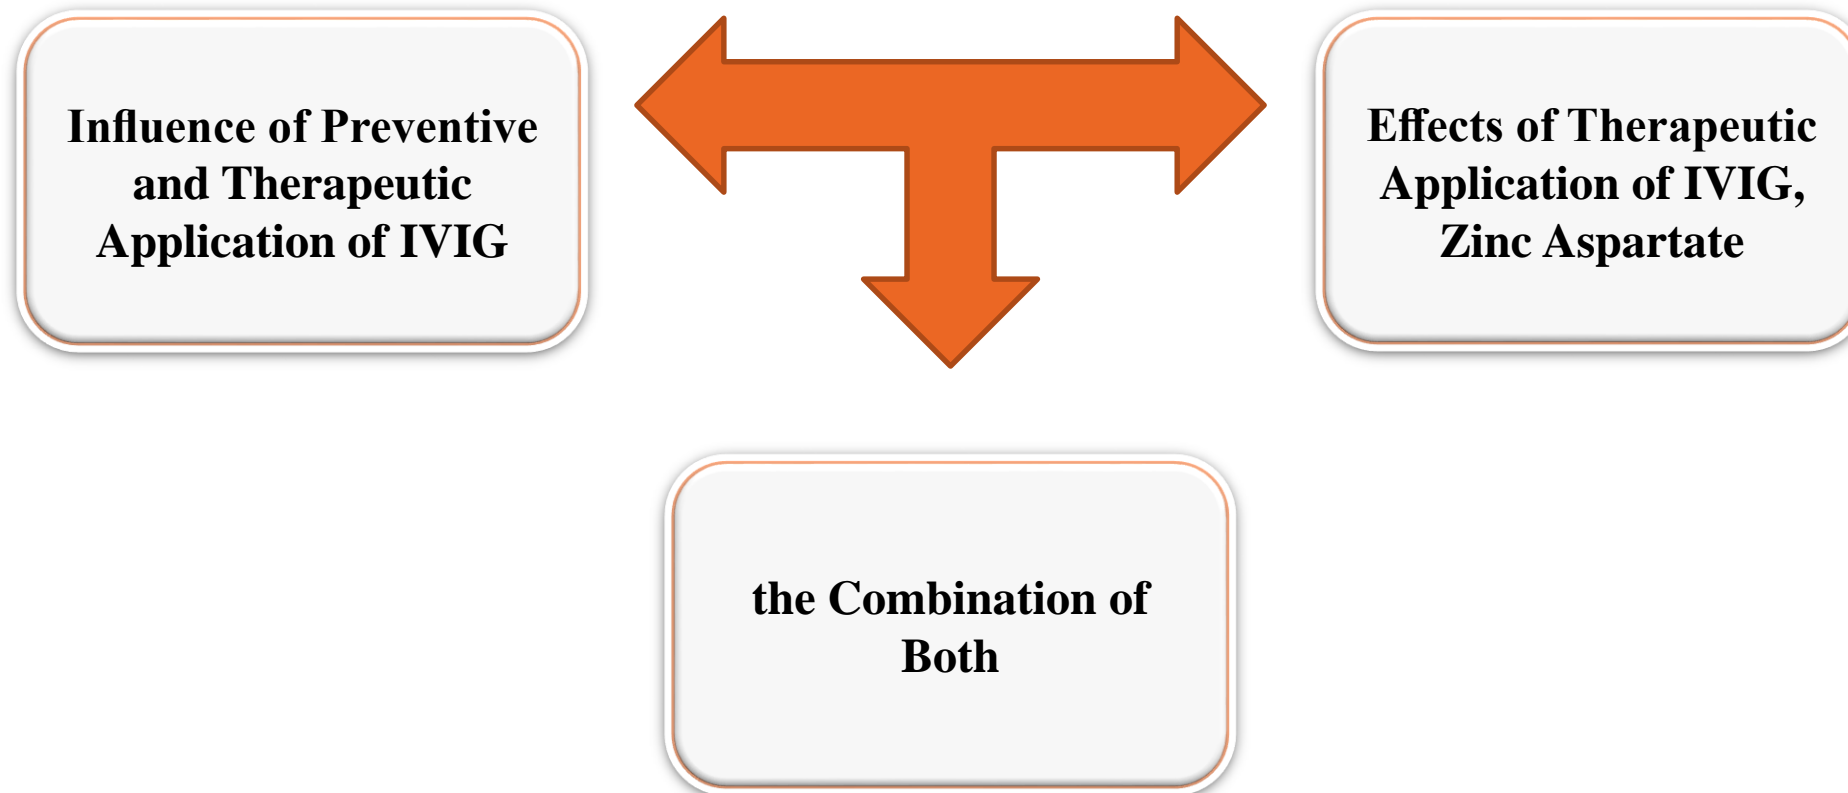 Influence of Preventive
and Therapeutic
Application of IVIG
Effects of Therapeutic
Application of IVIG,
Zinc Aspartate
the Combination of
Both